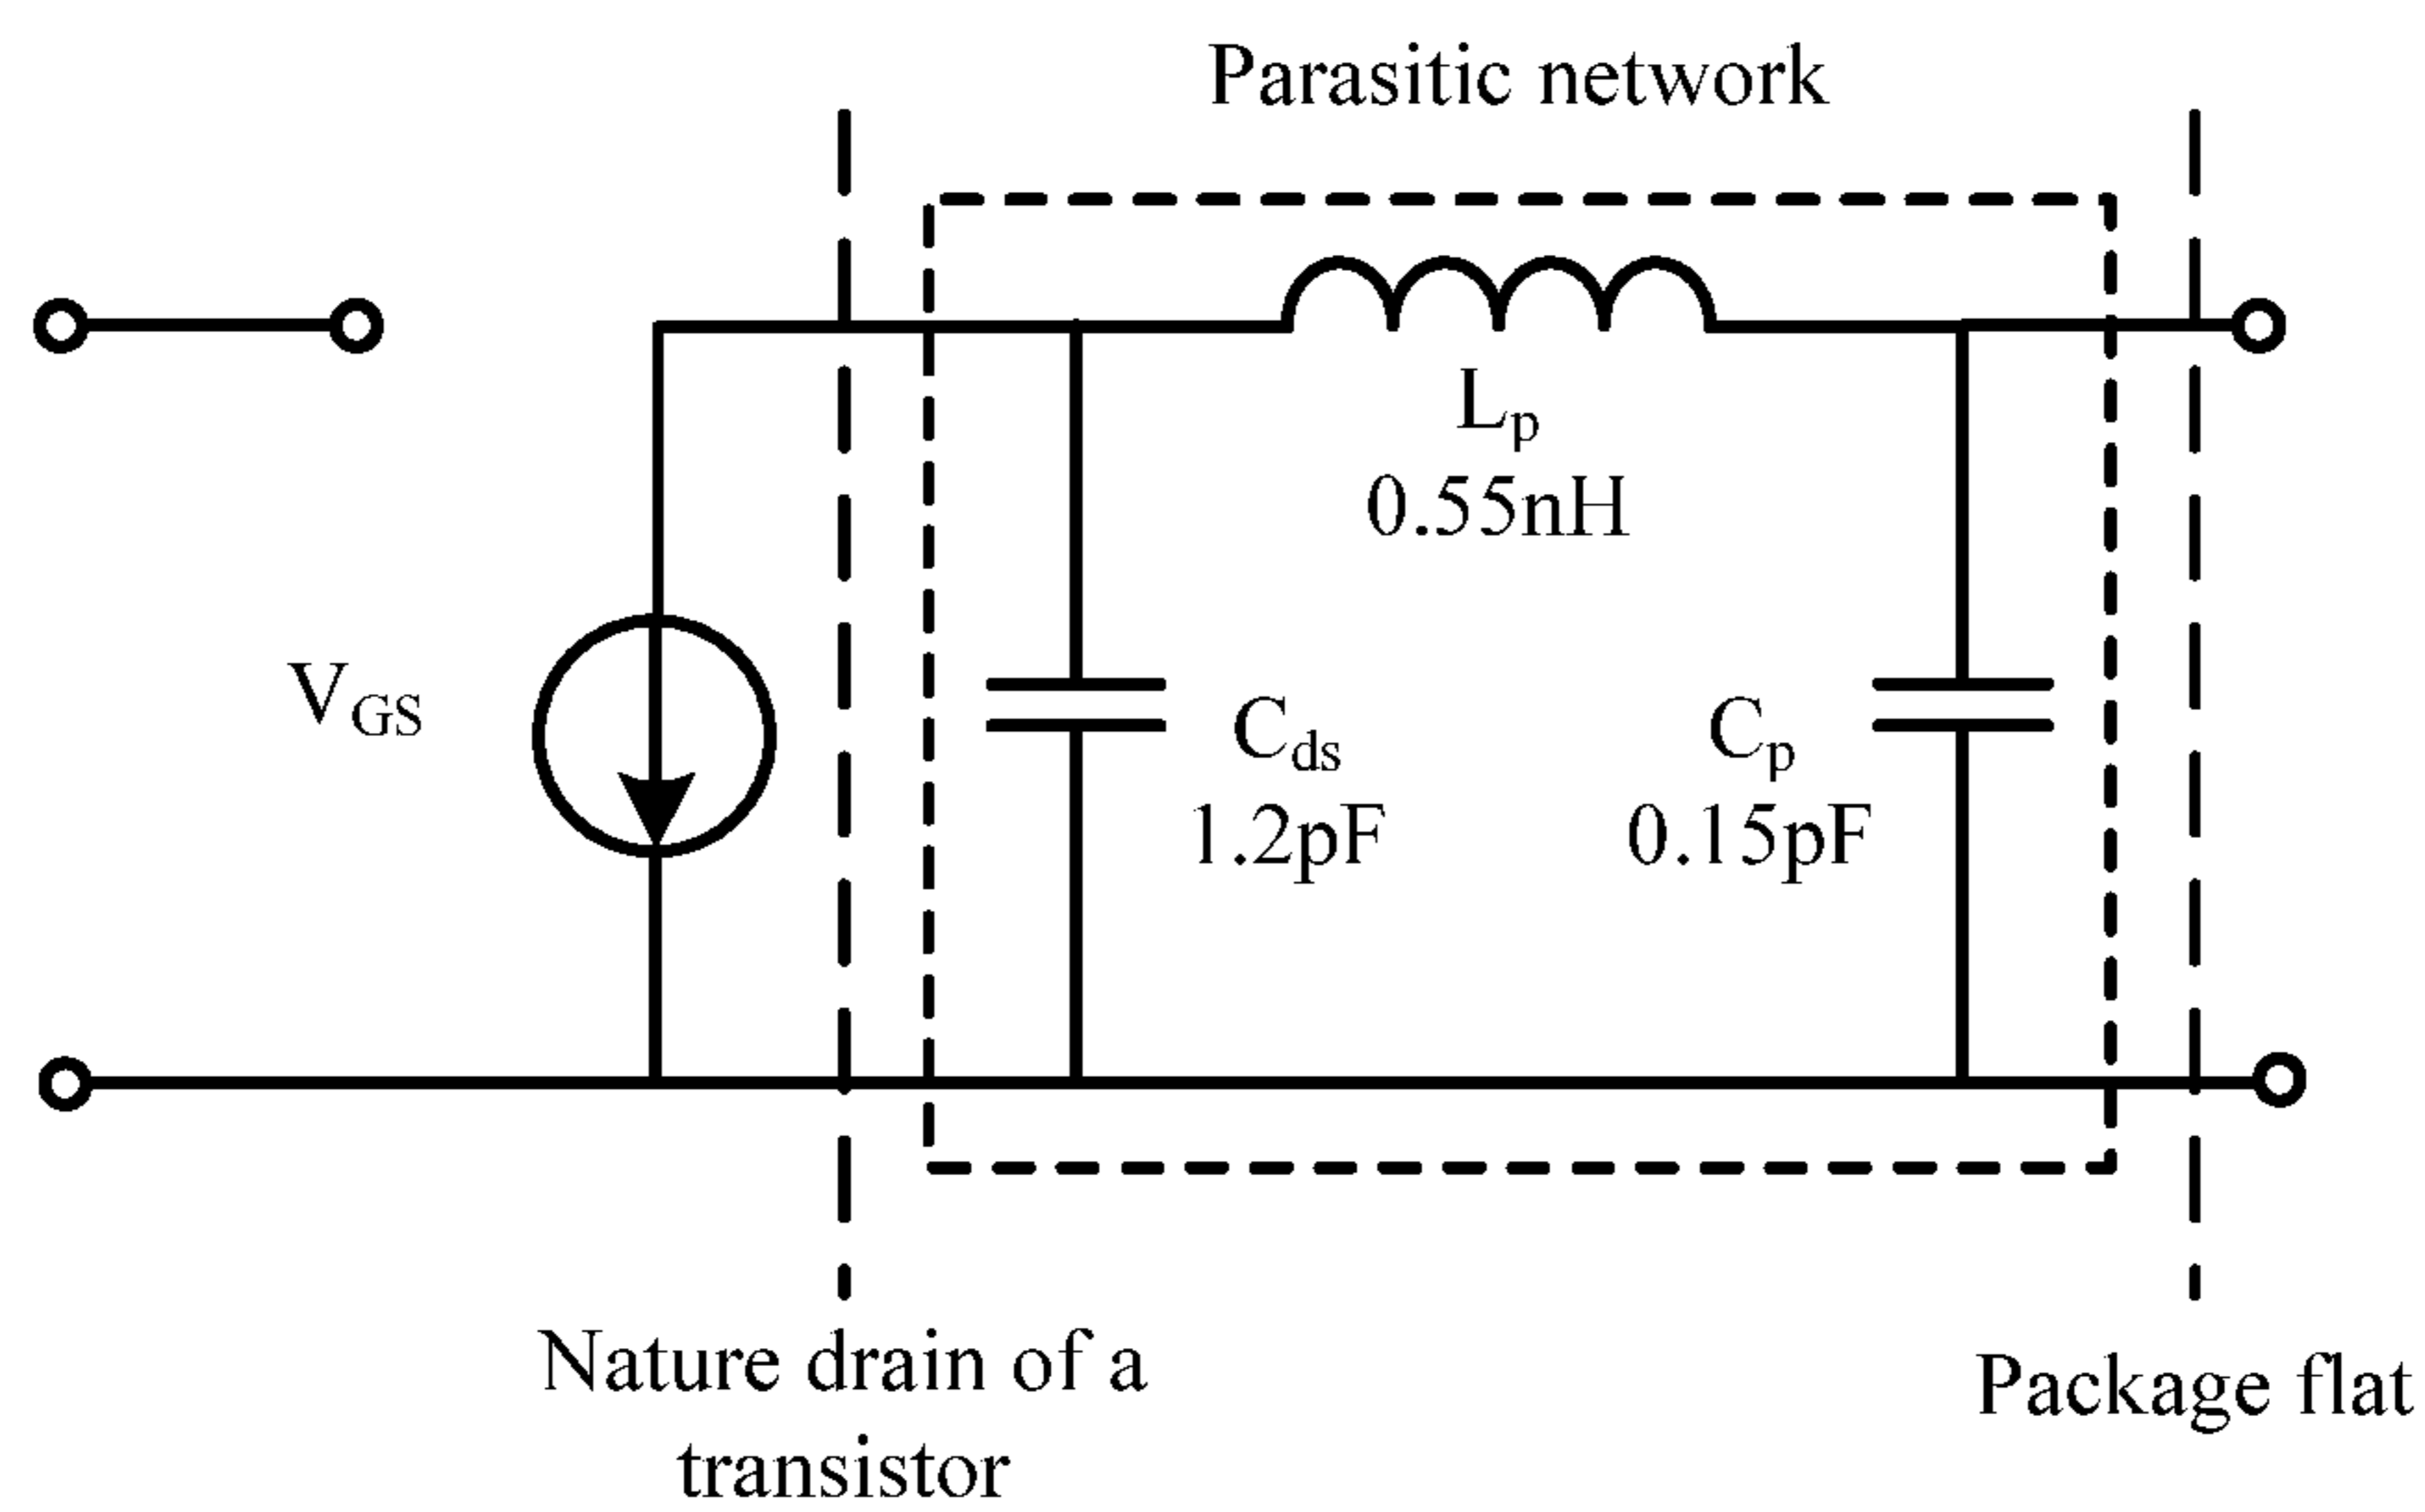 Parasitic network
Lp
0.55nH
VGS
Cds
1.2pF
Cp
0.15pF
Nature drain of a
transistor
Package flat